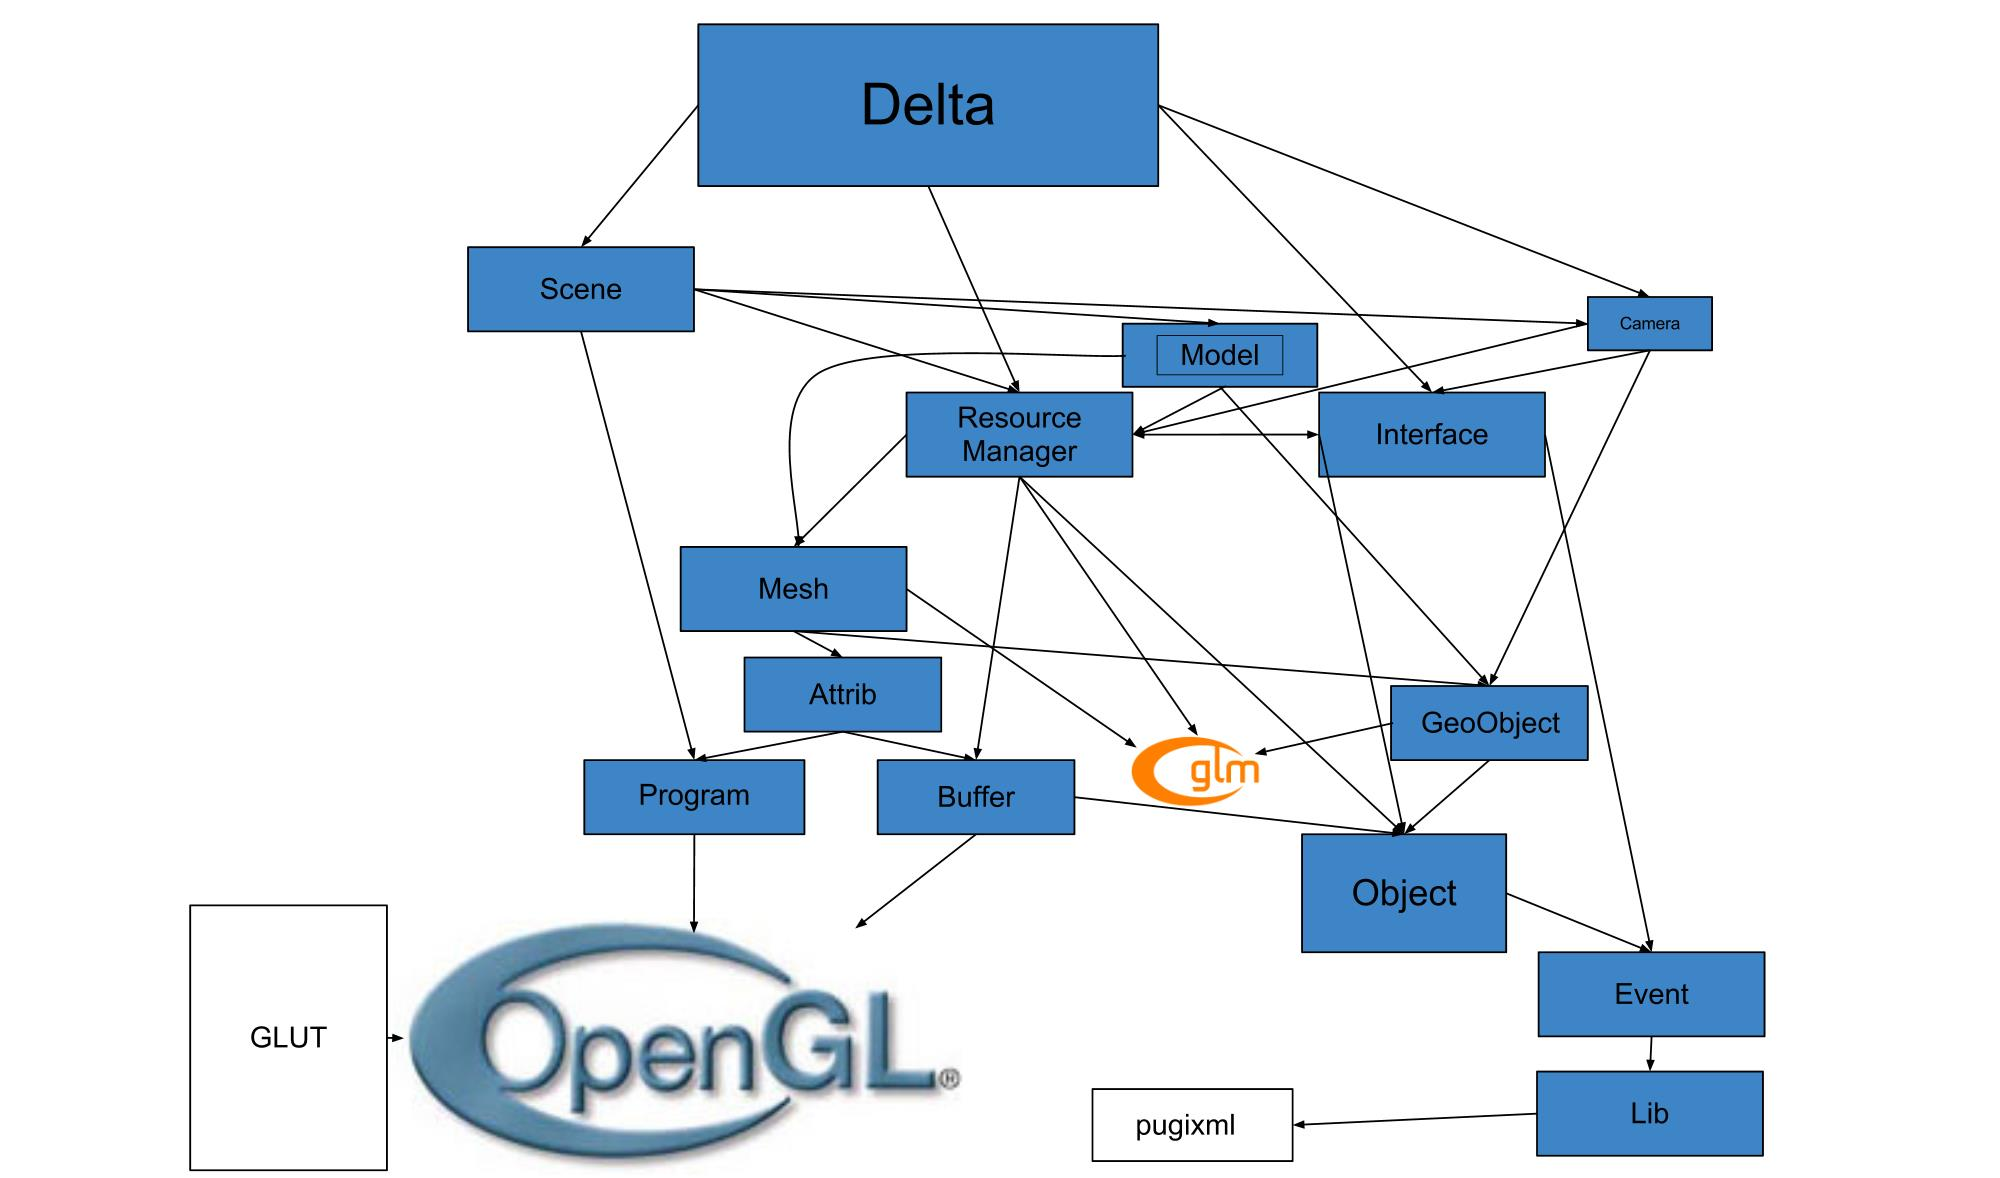 Delta
Scene
Camera
Model
Resource
Manager
Interface
Mesh
Attrib
GeoObject
Program
Buffer
glm
Object
GLUT
OpenGL®
Event
pugixml
Lib